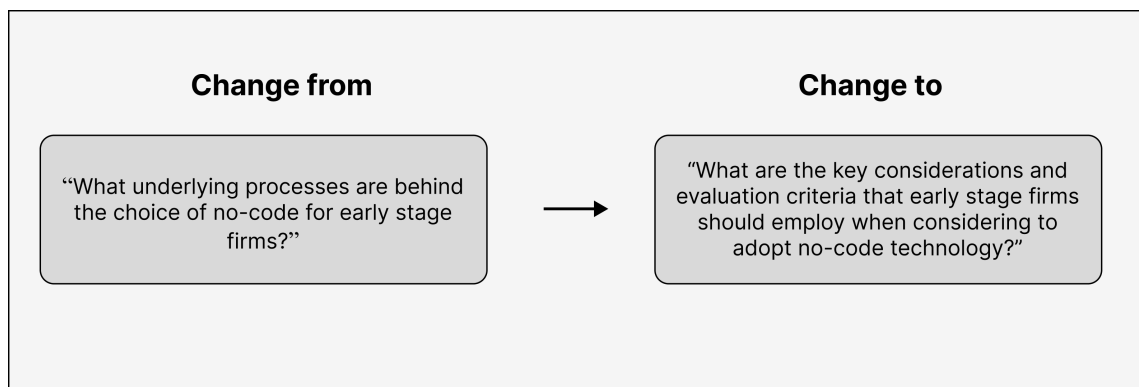 Change from
Change to
“What underlying processes are behind
the choice of no-code for early stage
firms?”
“What are the key considerations and
evaluation criteria that early stage firms
should employ when considering to
adopt no-code technology?”